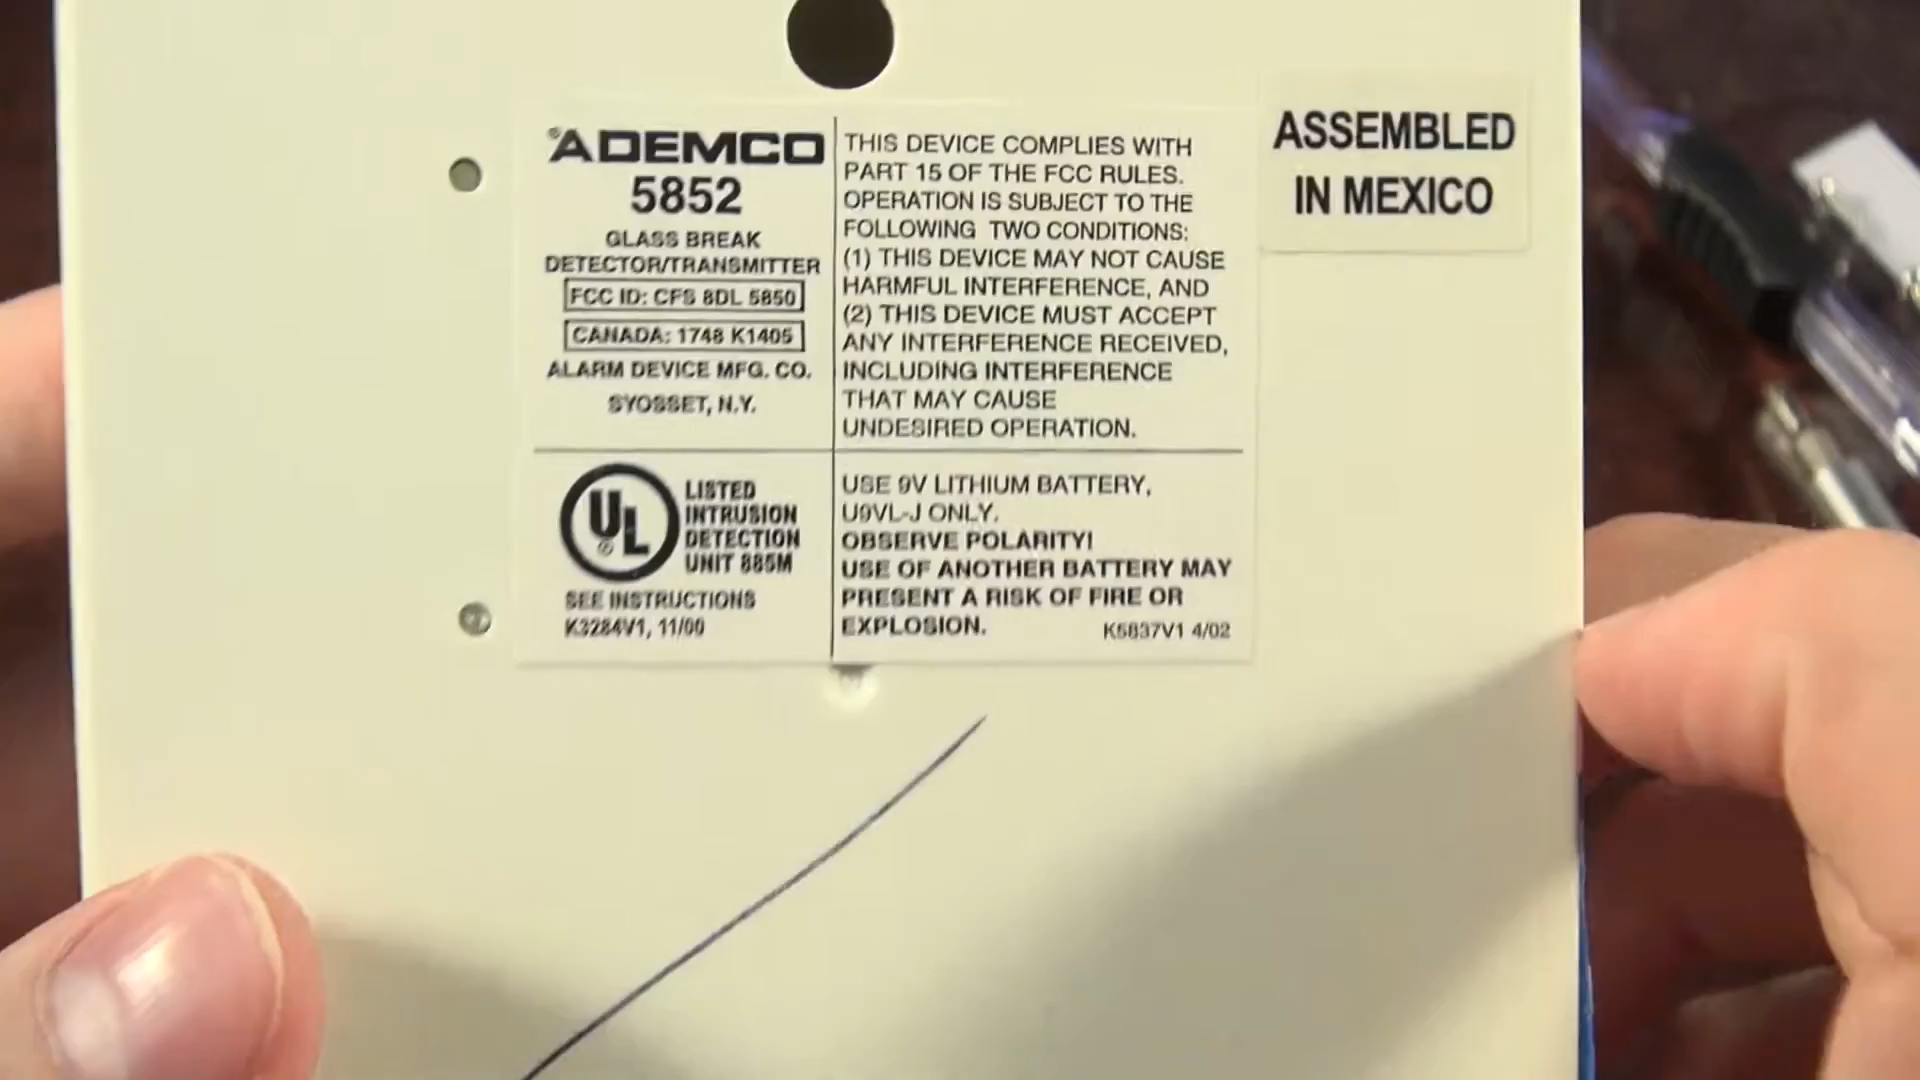 ADEMCO
5852
GLASS BREAK
DETECTOR/TRANSMITTER
FCC ID: CFS 8DL 5850
CANADA: 1748 K1405
ALARM DEVICE MFG. CO.
SYOSSET, N.Y.
THIS DEVICE COMPLIES WITH
PART 15 OF THE FCC RULES.
OPERATION IS SUBJECT TO THE
FOLLOWING TWO CONDITIONS:
(1) THIS DEVICE MAY NOT CAUSE
HARMFUL INTERFERENCE, AND
(2) THIS DEVICE MUST ACCEPT
ANY INTERFERENCE RECEIVED,
INCLUDING INTERFERENCE
THAT MAY CAUSE
UNDESIRED OPERATION.
UL
®
LISTED
INTRUSION
DETECTION
UNIT 885M
SEE INSTRUCTIONS
K3284V1, 11/00
USE 9V LITHIUM BATTERY,
U9VL-J ONLY.
OBSERVE POLARITY!
USE OF ANOTHER BATTERY MAY
PRESENT A RISK OF FIRE OR
EXPLOSION.
K5837V1 4/02
ASSEMBLED
IN MEXICO